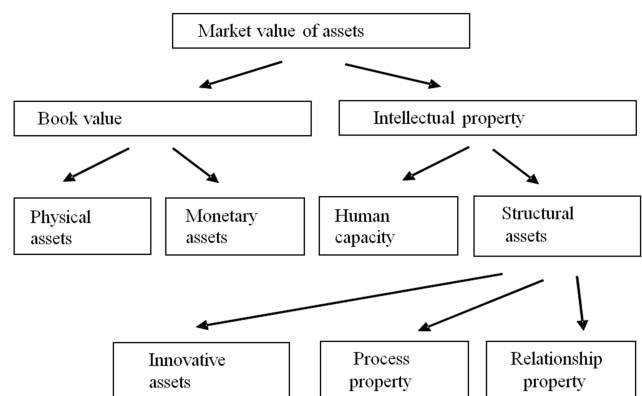 Market value of assets
Book value
Intellectual property
Physical
assets
Monetary
assets
Human
capacity
Structural
assets
Innovative
assets
Process
property
Relationship
property